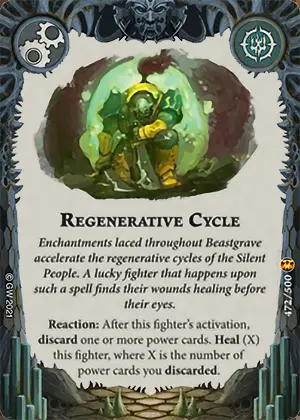 REGENERATIVE CYCLE
Enchantments laced throughout Beastgrave
accelerate the regenerative cycles of the Silent
People. A lucky fighter that happens upon
such a spell finds their wounds healing before
their eyes.
Reaction: After this fighter's activation,
discard one or more power cards. Heal (X)
this fighter, where X is the number of
power cards you discarded.
© GW 2021
472/500